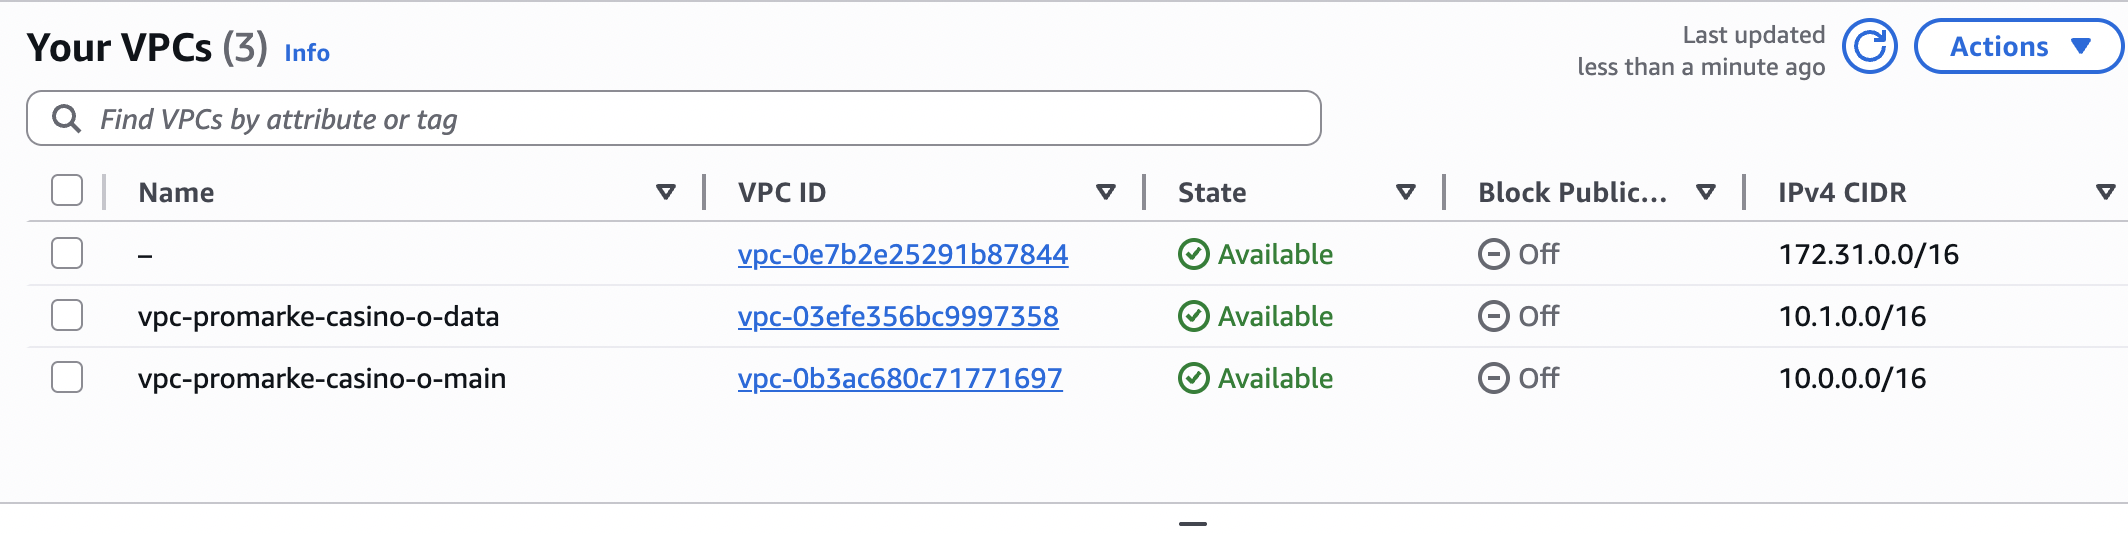 Your VPCs (3) Info
Last updated
less than a minute ago
Actions
Find VPCs by attribute or tag
Name VPC ID State Block Public... IPv4 CIDR
– vpc-0e7b2e25291b87844 Available Off 172.31.0.0/16
vpc-promarke-casino-o-data vpc-03efe356bc9997358 Available Off 10.1.0.0/16
vpc-promarke-casino-o-main vpc-0b3ac680c71771697 Available Off 10.0.0.0/16